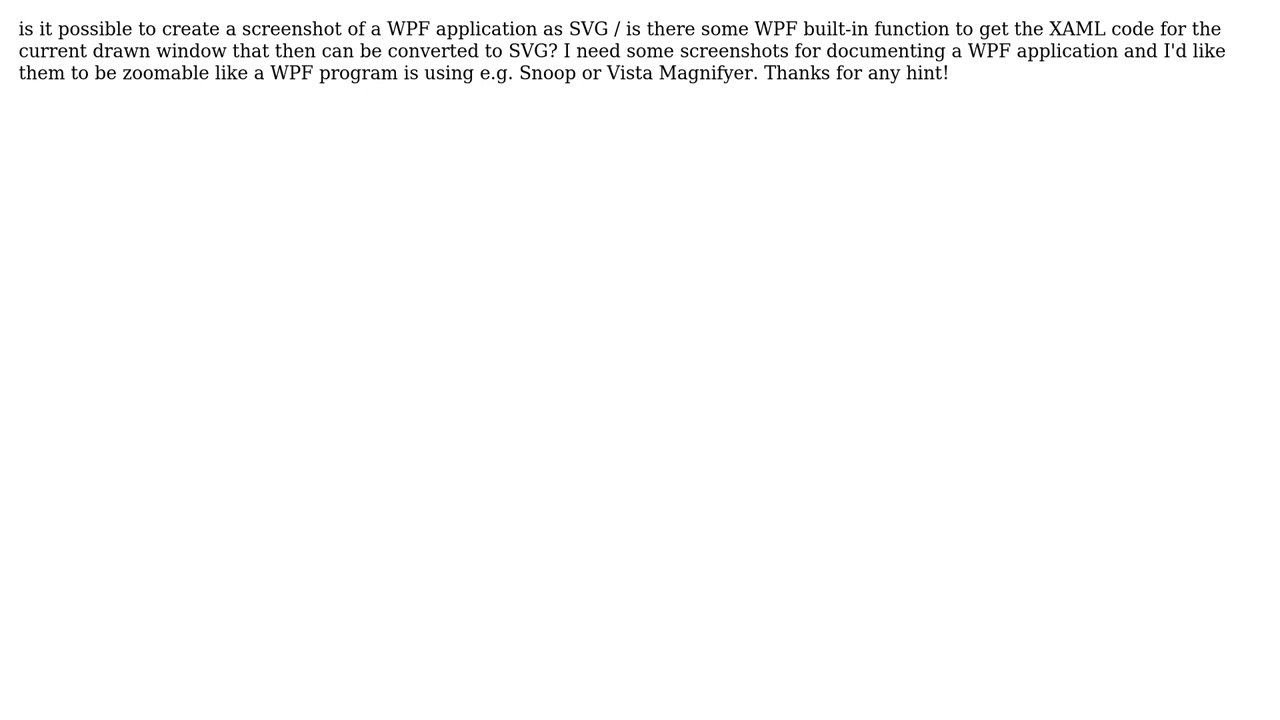 is it possible to create a screenshot of a WPF application as SVG / is there some WPF built-in function to get the XAML code for the
current drawn window that then can be converted to SVG? I need some screenshots for documenting a WPF application and I'd like
them to be zoomable like a WPF program is using e.g. Snoop or Vista Magnifyer. Thanks for any hint!